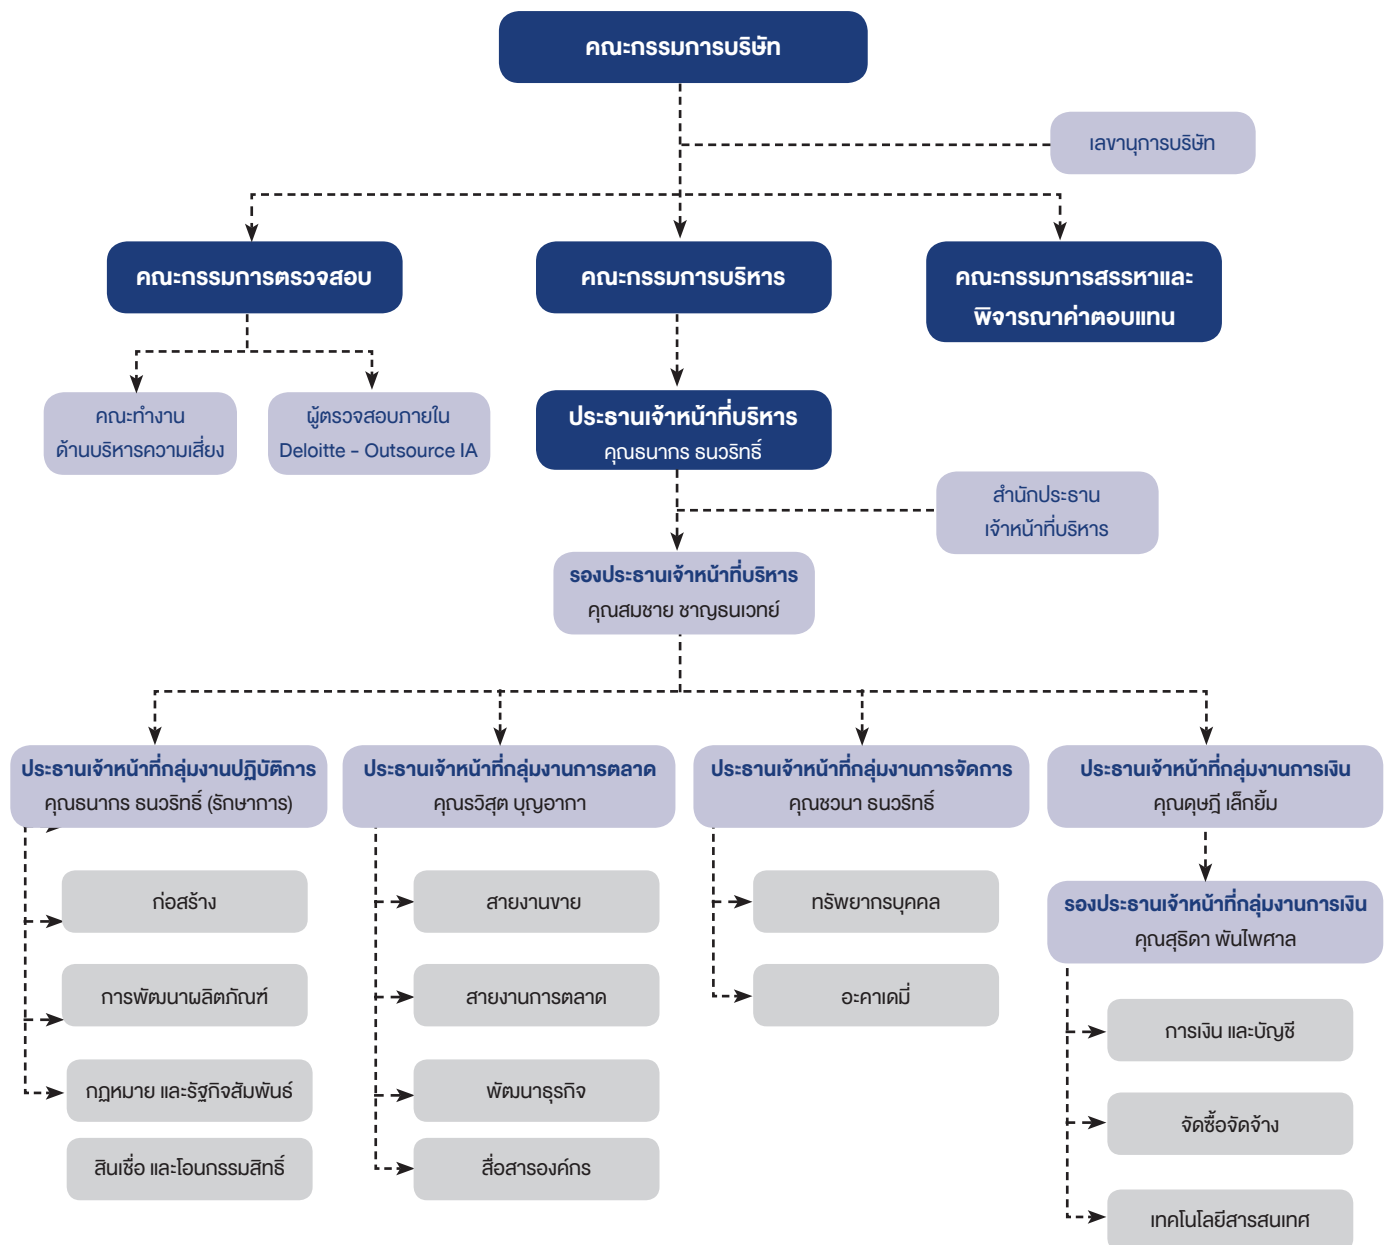 คณะกรรมการบริษัท
เลขานุการบริษัท
คณะกรรมการตรวจสอบ
คณะกรรมการบริหาร
คณะกรรมการสรรหาและ
พิจารณาค่าตอบแทน
คณะทำงาน
ด้านบริหารความเสี่ยง
ผู้ตรวจสอบภายใน
Deloitte - Outsource IA
ประธานเจ้าหน้าที่บริหาร
คุณธนากร ธนวริทธิ์
สำนักประธาน
เจ้าหน้าที่บริหาร
รองประธานเจ้าหน้าที่บริหาร
คุณสมชาย ชาญธนเวทย์
ประธานเจ้าหน้าที่กลุ่มงานปฏิบัติการ
คุณธนากร ธนวริทธิ์ (รักษาการ)
ก่อสร้าง
การพัฒนาผลิตภัณฑ์
กฎหมาย และรัฐกิจสัมพันธ์
สินเชื่อ และโอนกรรมสิทธิ์
ประธานเจ้าหน้าที่กลุ่มงานการตลาด
คุณรวิสุต บุญอากา
สายงานขาย
สายงานการตลาด
พัฒนาธุรกิจ
สื่อสารองค์กร
ประธานเจ้าหน้าที่กลุ่มงานการจัดการ
คุณชวนา ธนวริทธิ์
ทรัพยากรบุคคล
อะคาเดมี่
ประธานเจ้าหน้าที่กลุ่มงานการเงิน
คุณดุษฎี เล็กยิ้ม
รองประธานเจ้าหน้าที่กลุ่มงานการเงิน
คุณสุธิดา พันไพศาล
การเงิน และบัญชี
จัดซื้อจัดจ้าง
เทคโนโลยีสารสนเทศ